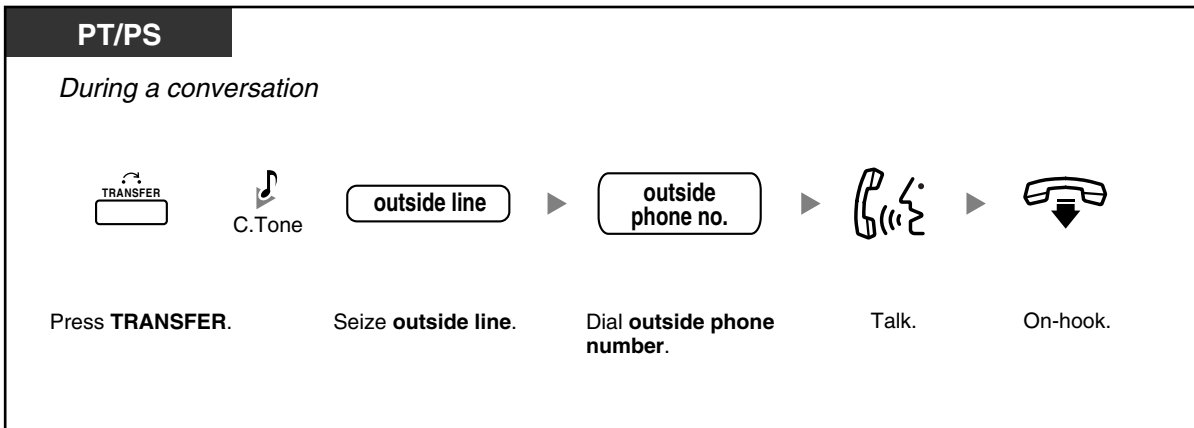 PT/PS
During a conversation
TRANSFER
C.Tone
outside line
outside
phone no.
Press TRANSFER.
Seize outside line.
Dial outside phone
number.
Talk.
On-hook.